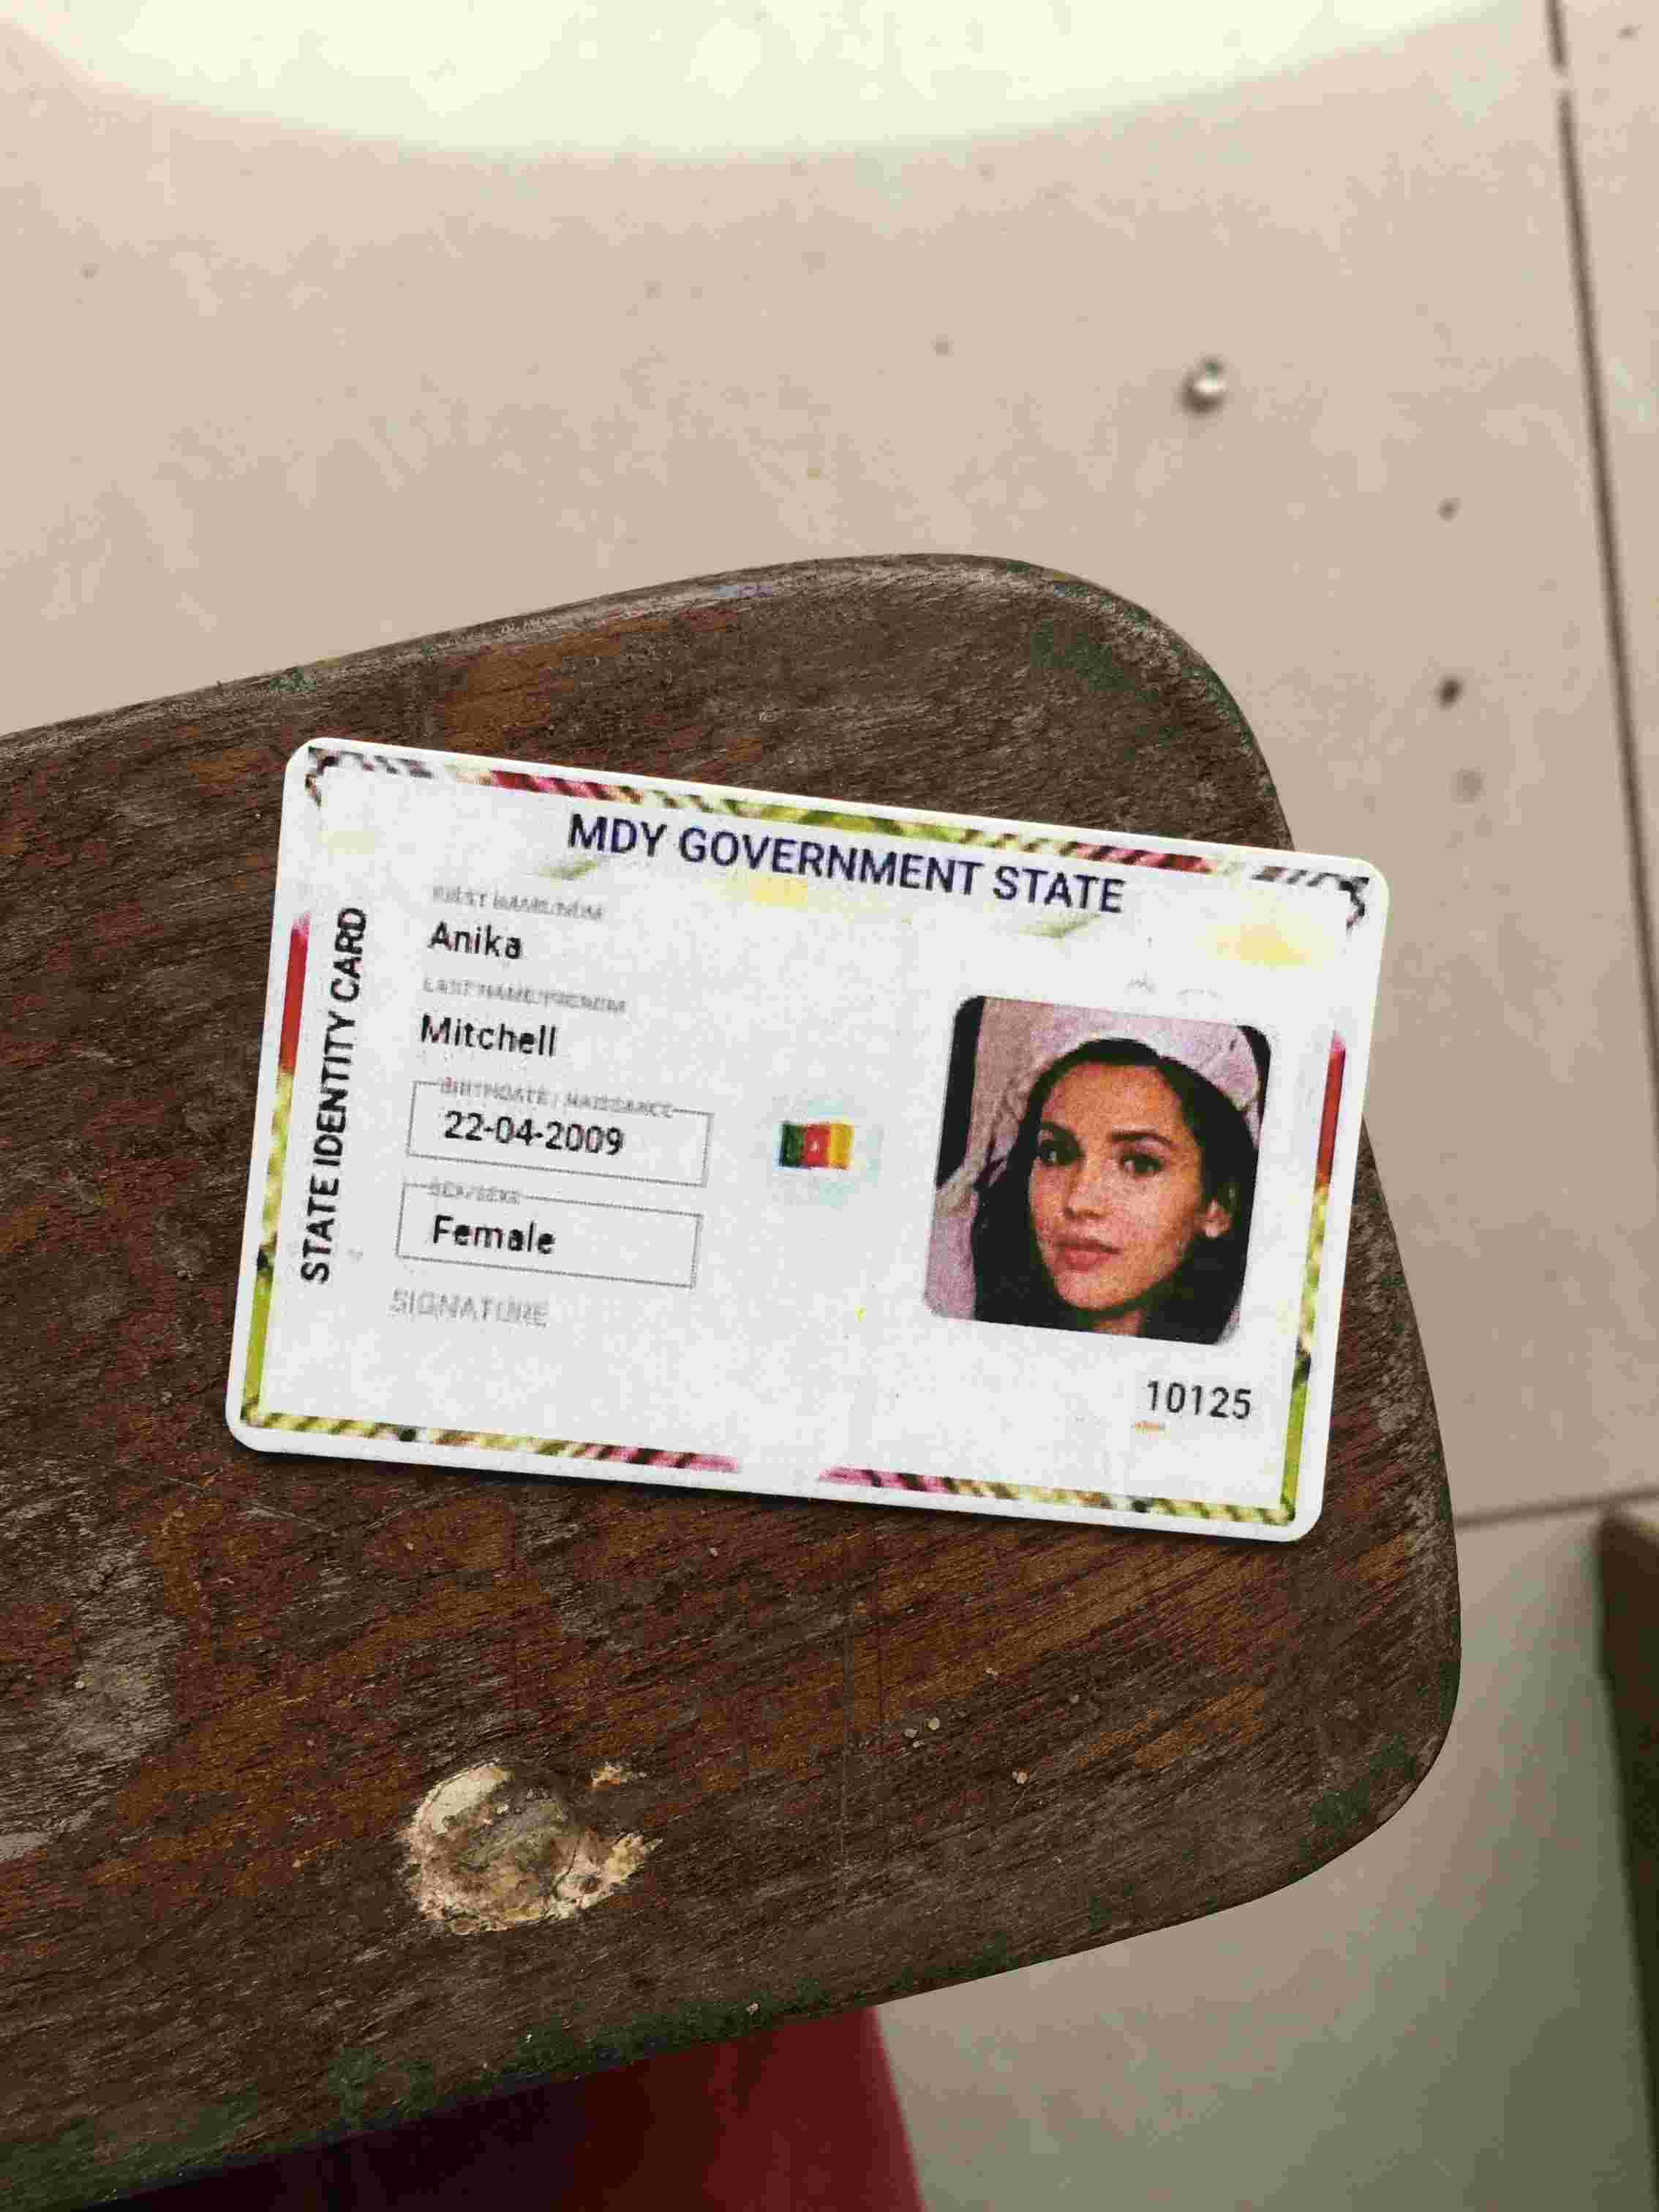 MDY GOVERNMENT STATE
STATE IDENTITY CARD
FIRST NAME/NOM
Anika
LAST NAME/PRENOM
Mitchell
BIRTHDATE / NAISSANCE
22-04-2009
SEX/SEXE
Female
SIGNATURE
10125